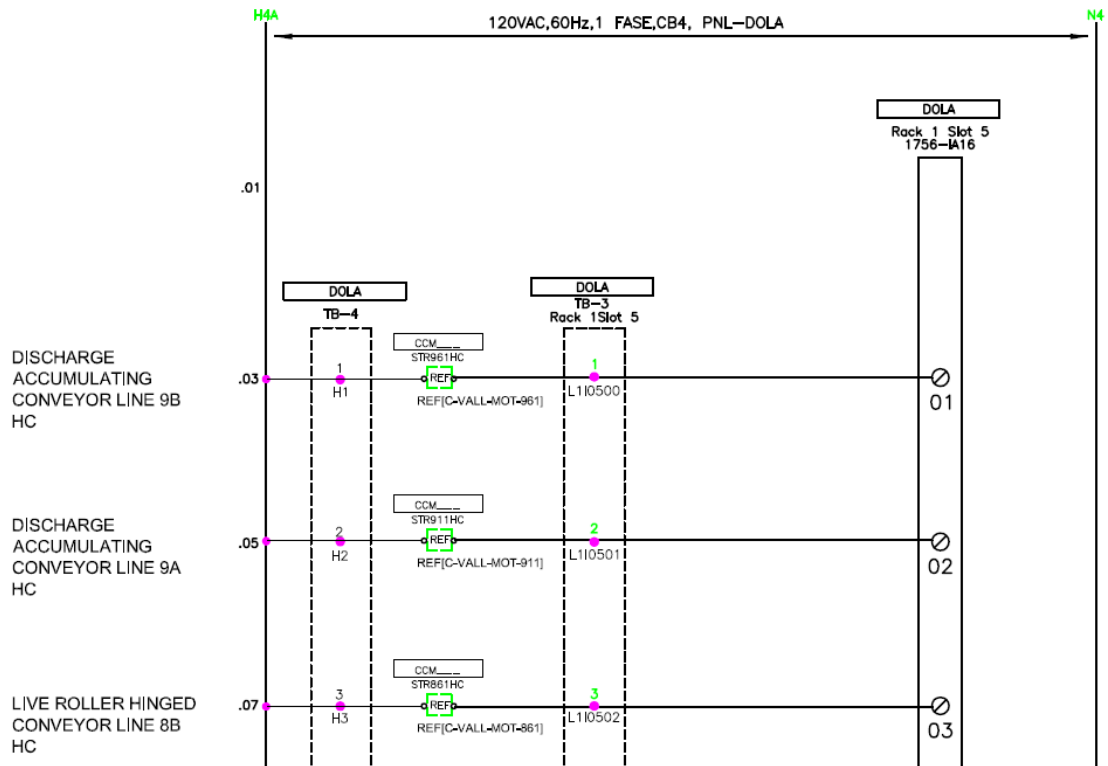 H4A
120VAC,60Hz,1 FASE,CB4, PNL-DOLA
N4
DOLA
Rack 1 Slot 5
1756-IA16
.01
DOLA
TB-4
DOLA
TB-3
Rack 1Slot 5
DISCHARGE
ACCUMULATING
CONVEYOR LINE 9B
HC
.03
1
H1
CCM___
STR961HC
REF
REF[C-VALL-MOT-961]
1
L1I0500
01
DISCHARGE
ACCUMULATING
CONVEYOR LINE 9A
HC
.05
2
H2
CCM___
STR911HC
REF
REF[C-VALL-MOT-911]
2
L1I0501
02
LIVE ROLLER HINGED
CONVEYOR LINE 8B
HC
.07
3
H3
CCM___
STR861HC
REF
REF[C-VALL-MOT-861]
3
L1I0502
03